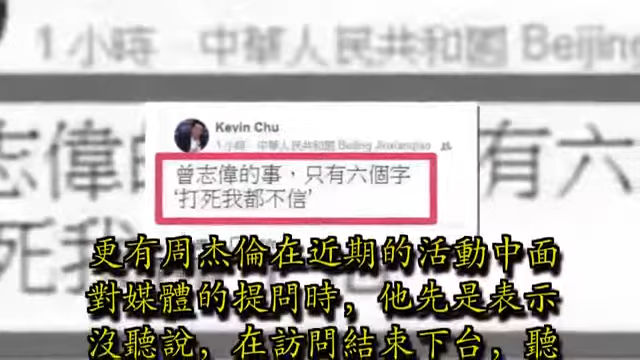 1小時 中華人民共和國 Beijing
Kevin Chu
1小時 中華人民共和國 Beijing Jiuxianqiao
曾志偉的事，只有六個字
‘打死我都不信’
志偉
有六
死我
更有周杰倫在近期的活動中面
對媒體的提問時，他先是表示
沒聽說，在訪問結束下台，聽